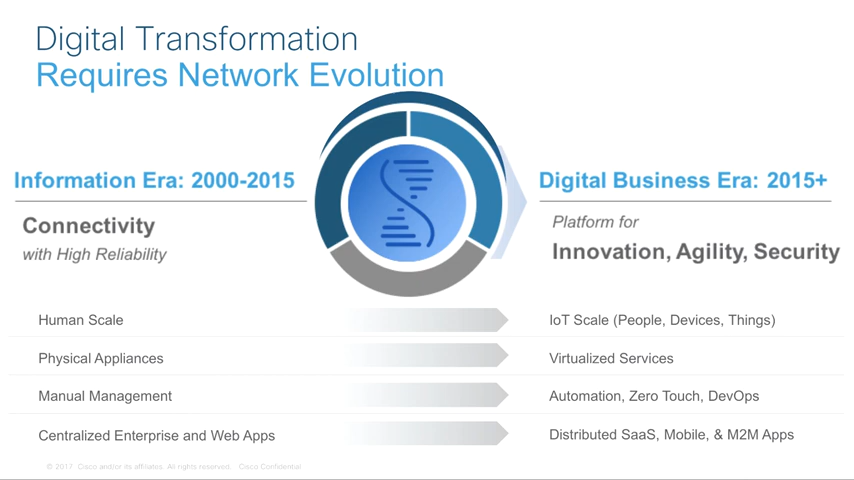 Digital Transformation
Requires Network Evolution
Information Era: 2000-2015
Connectivity
with High Reliability
Digital Business Era: 2015+
Platform for
Innovation, Agility, Security
Human Scale
IoT Scale (People, Devices, Things)
Physical Appliances
Virtualized Services
Manual Management
Automation, Zero Touch, DevOps
Centralized Enterprise and Web Apps
Distributed SaaS, Mobile, & M2M Apps
© 2017 Cisco and/or its affiliates. All rights reserved. Cisco Confidential